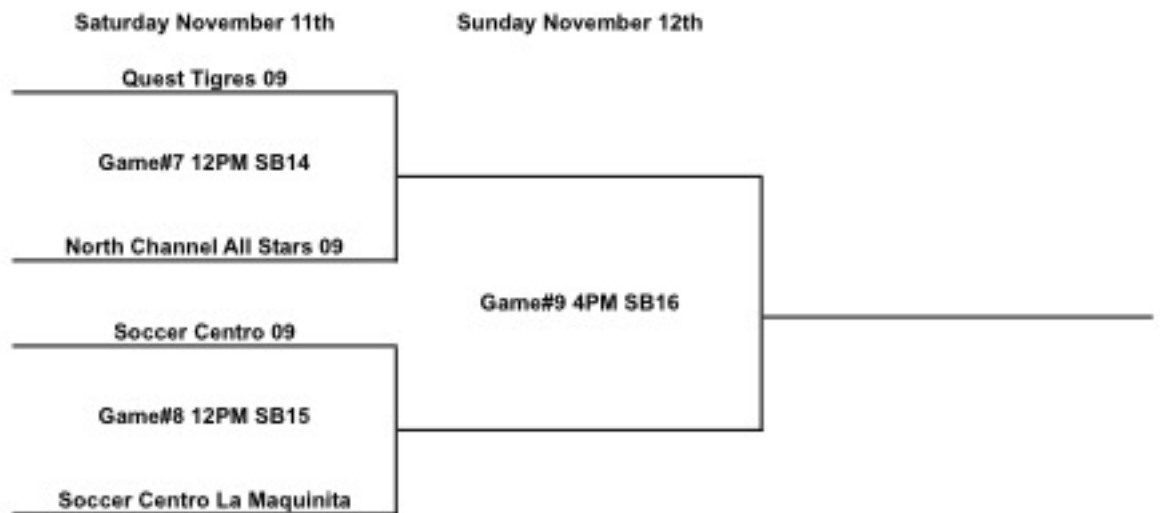 Saturday November 11th
Sunday November 12th
Quest Tigres 09
Game#7 12PM SB14
North Channel All Stars 09
Game#9 4PM SB16
Soccer Centro 09
Game#8 12PM SB15
Soccer Centro La Maquinita